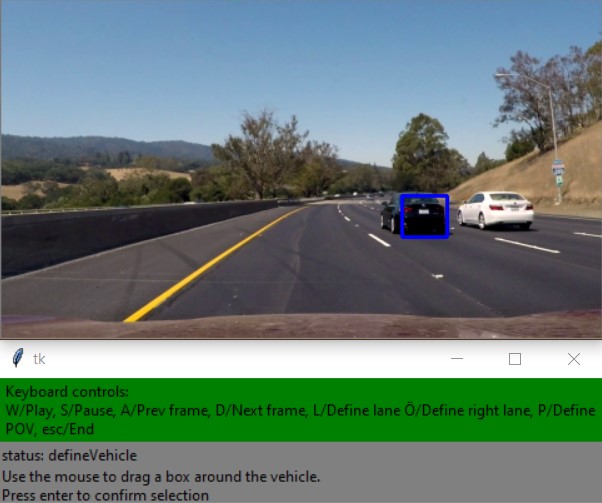 tk
Keyboard controls:
W/Play, S/Pause, A/Prev frame, D/Next frame, L/Define lane Ö/Define right lane, P/Define
POV, esc/End
status: defineVehicle
Use the mouse to drag a box around the vehicle.
Press enter to confirm selection